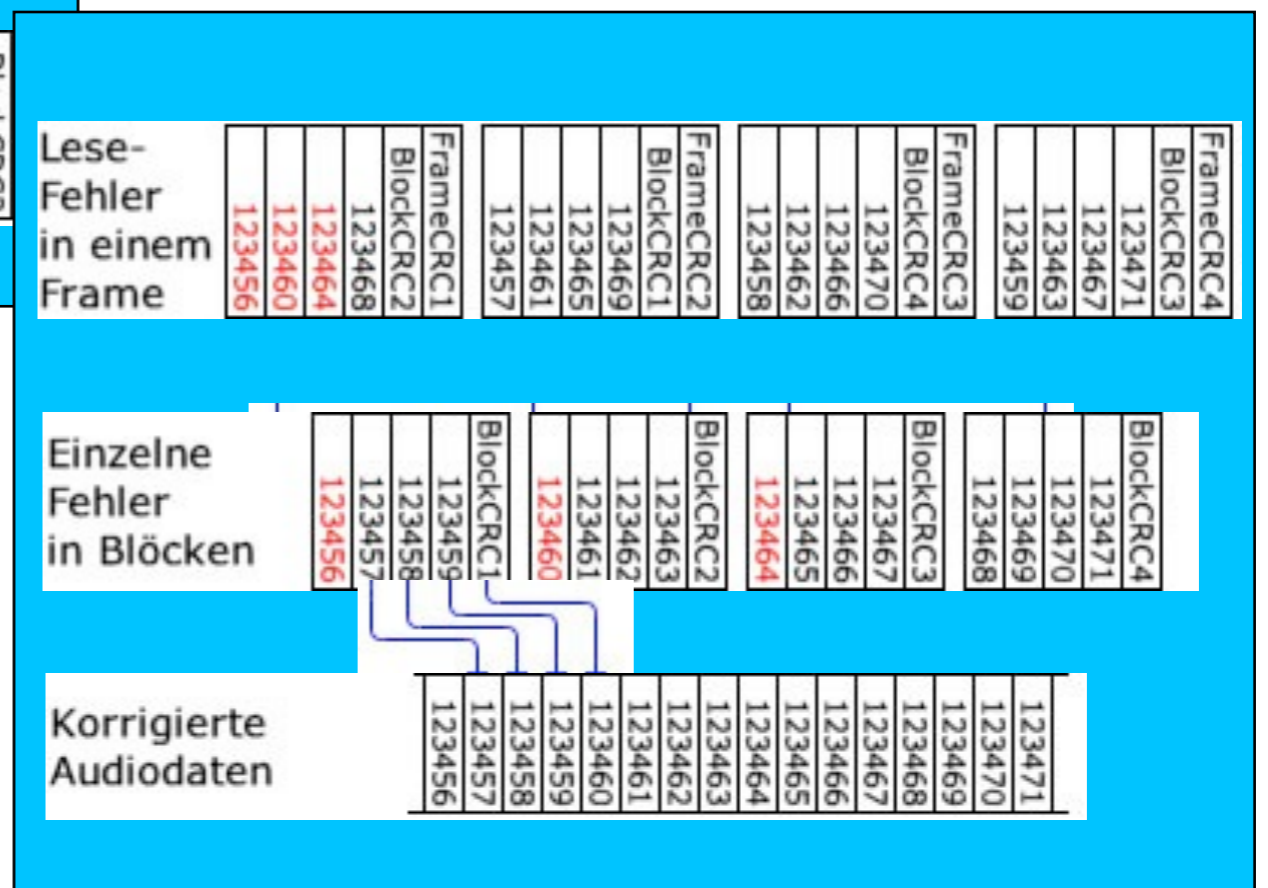 Lese-
Fehler
in einem
Frame
123456
123460
123464
123468
BlockCRC2
FrameCRC1
123457
123461
123465
123469
BlockCRC1
FrameCRC2
123458
123462
123466
123470
BlockCRC4
FrameCRC3
123459
123463
123467
123471
BlockCRC3
FrameCRC4
Einzelne
Fehler
in Blöcken
123456
123457
123458
123459
BlockCRC1
123460
123461
123462
123463
BlockCRC2
123464
123465
123466
123467
BlockCRC3
123468
123469
123470
123471
BlockCRC4
Korrigierte
Audiodaten
123456
123457
123458
123459
123460
123461
123462
123463
123464
123465
123466
123467
123468
123469
123470
123471